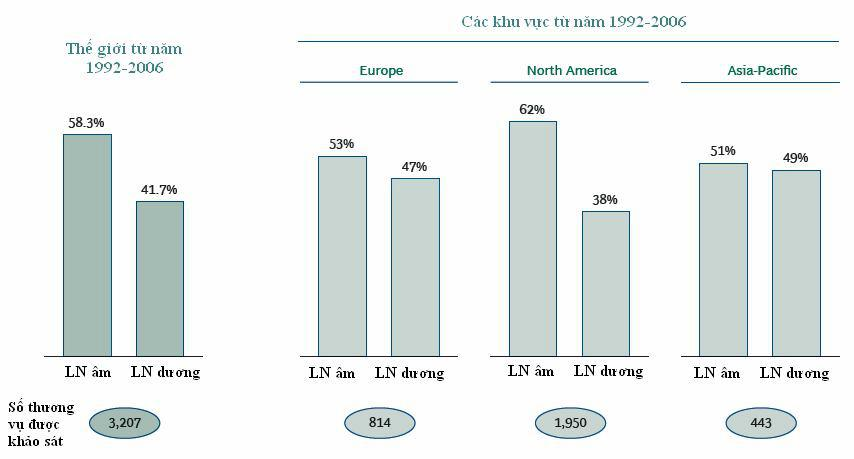 Các khu vực từ năm 1992-2006
Thế giới từ năm
1992-2006
Europe
North America
Asia-Pacific
58.3%
41.7%
53%
47%
62%
38%
51%
49%
LN âm
LN dương
LN âm
LN dương
LN âm
LN dương
LN âm
LN dương
Số thương
vụ được
khảo sát
3,207
814
1,950
443